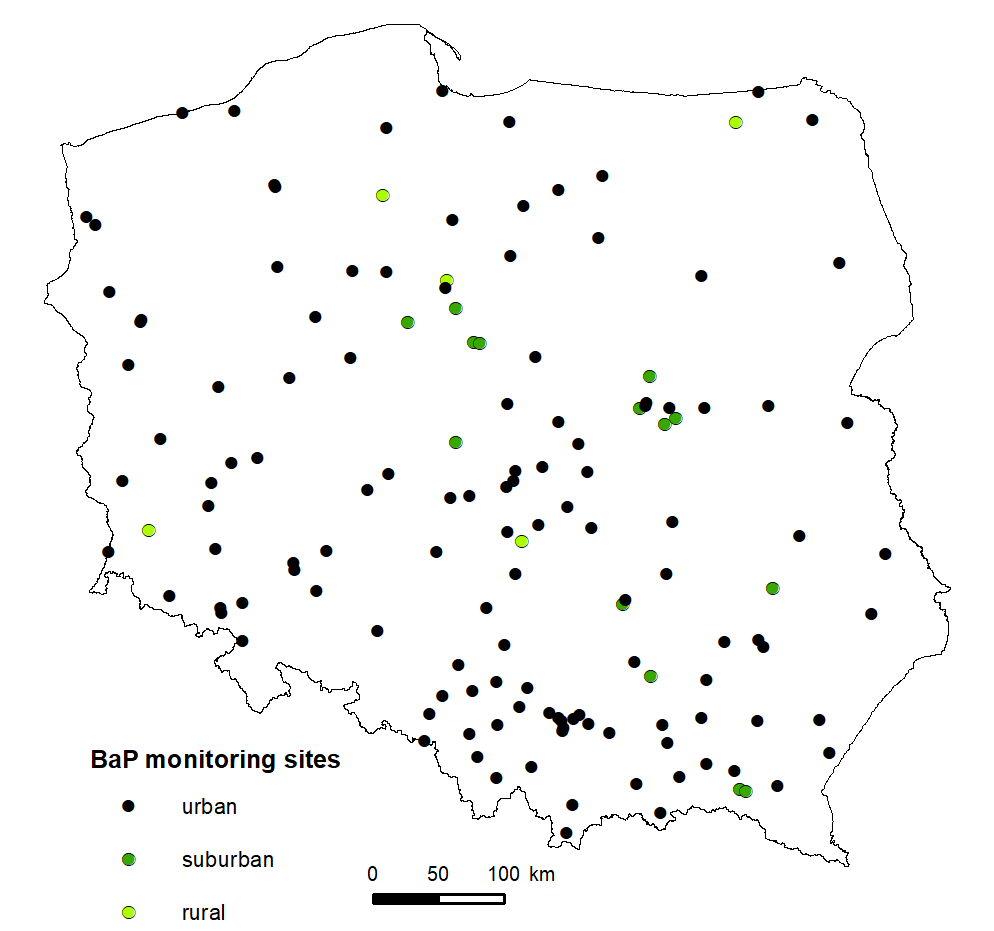 BaP monitoring sites
urban
suburban
rural
0 50 100 km